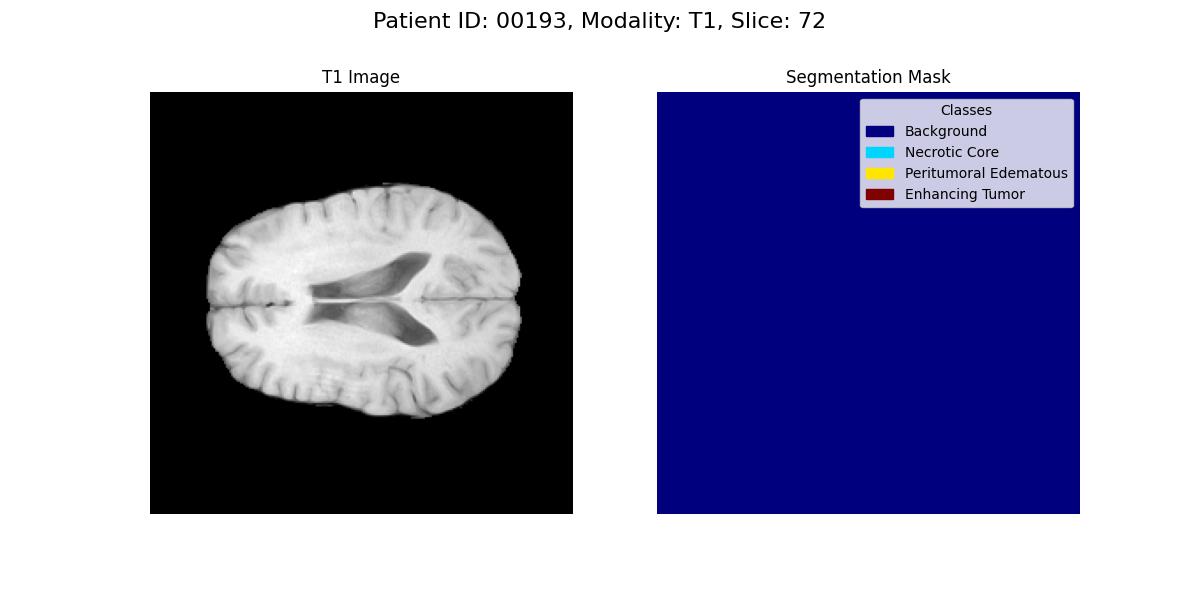 Patient ID: 00193, Modality: T1, Slice: 72
T1 Image
Segmentation Mask
Classes
Background
Necrotic Core
Peritumoral Edematous
Enhancing Tumor